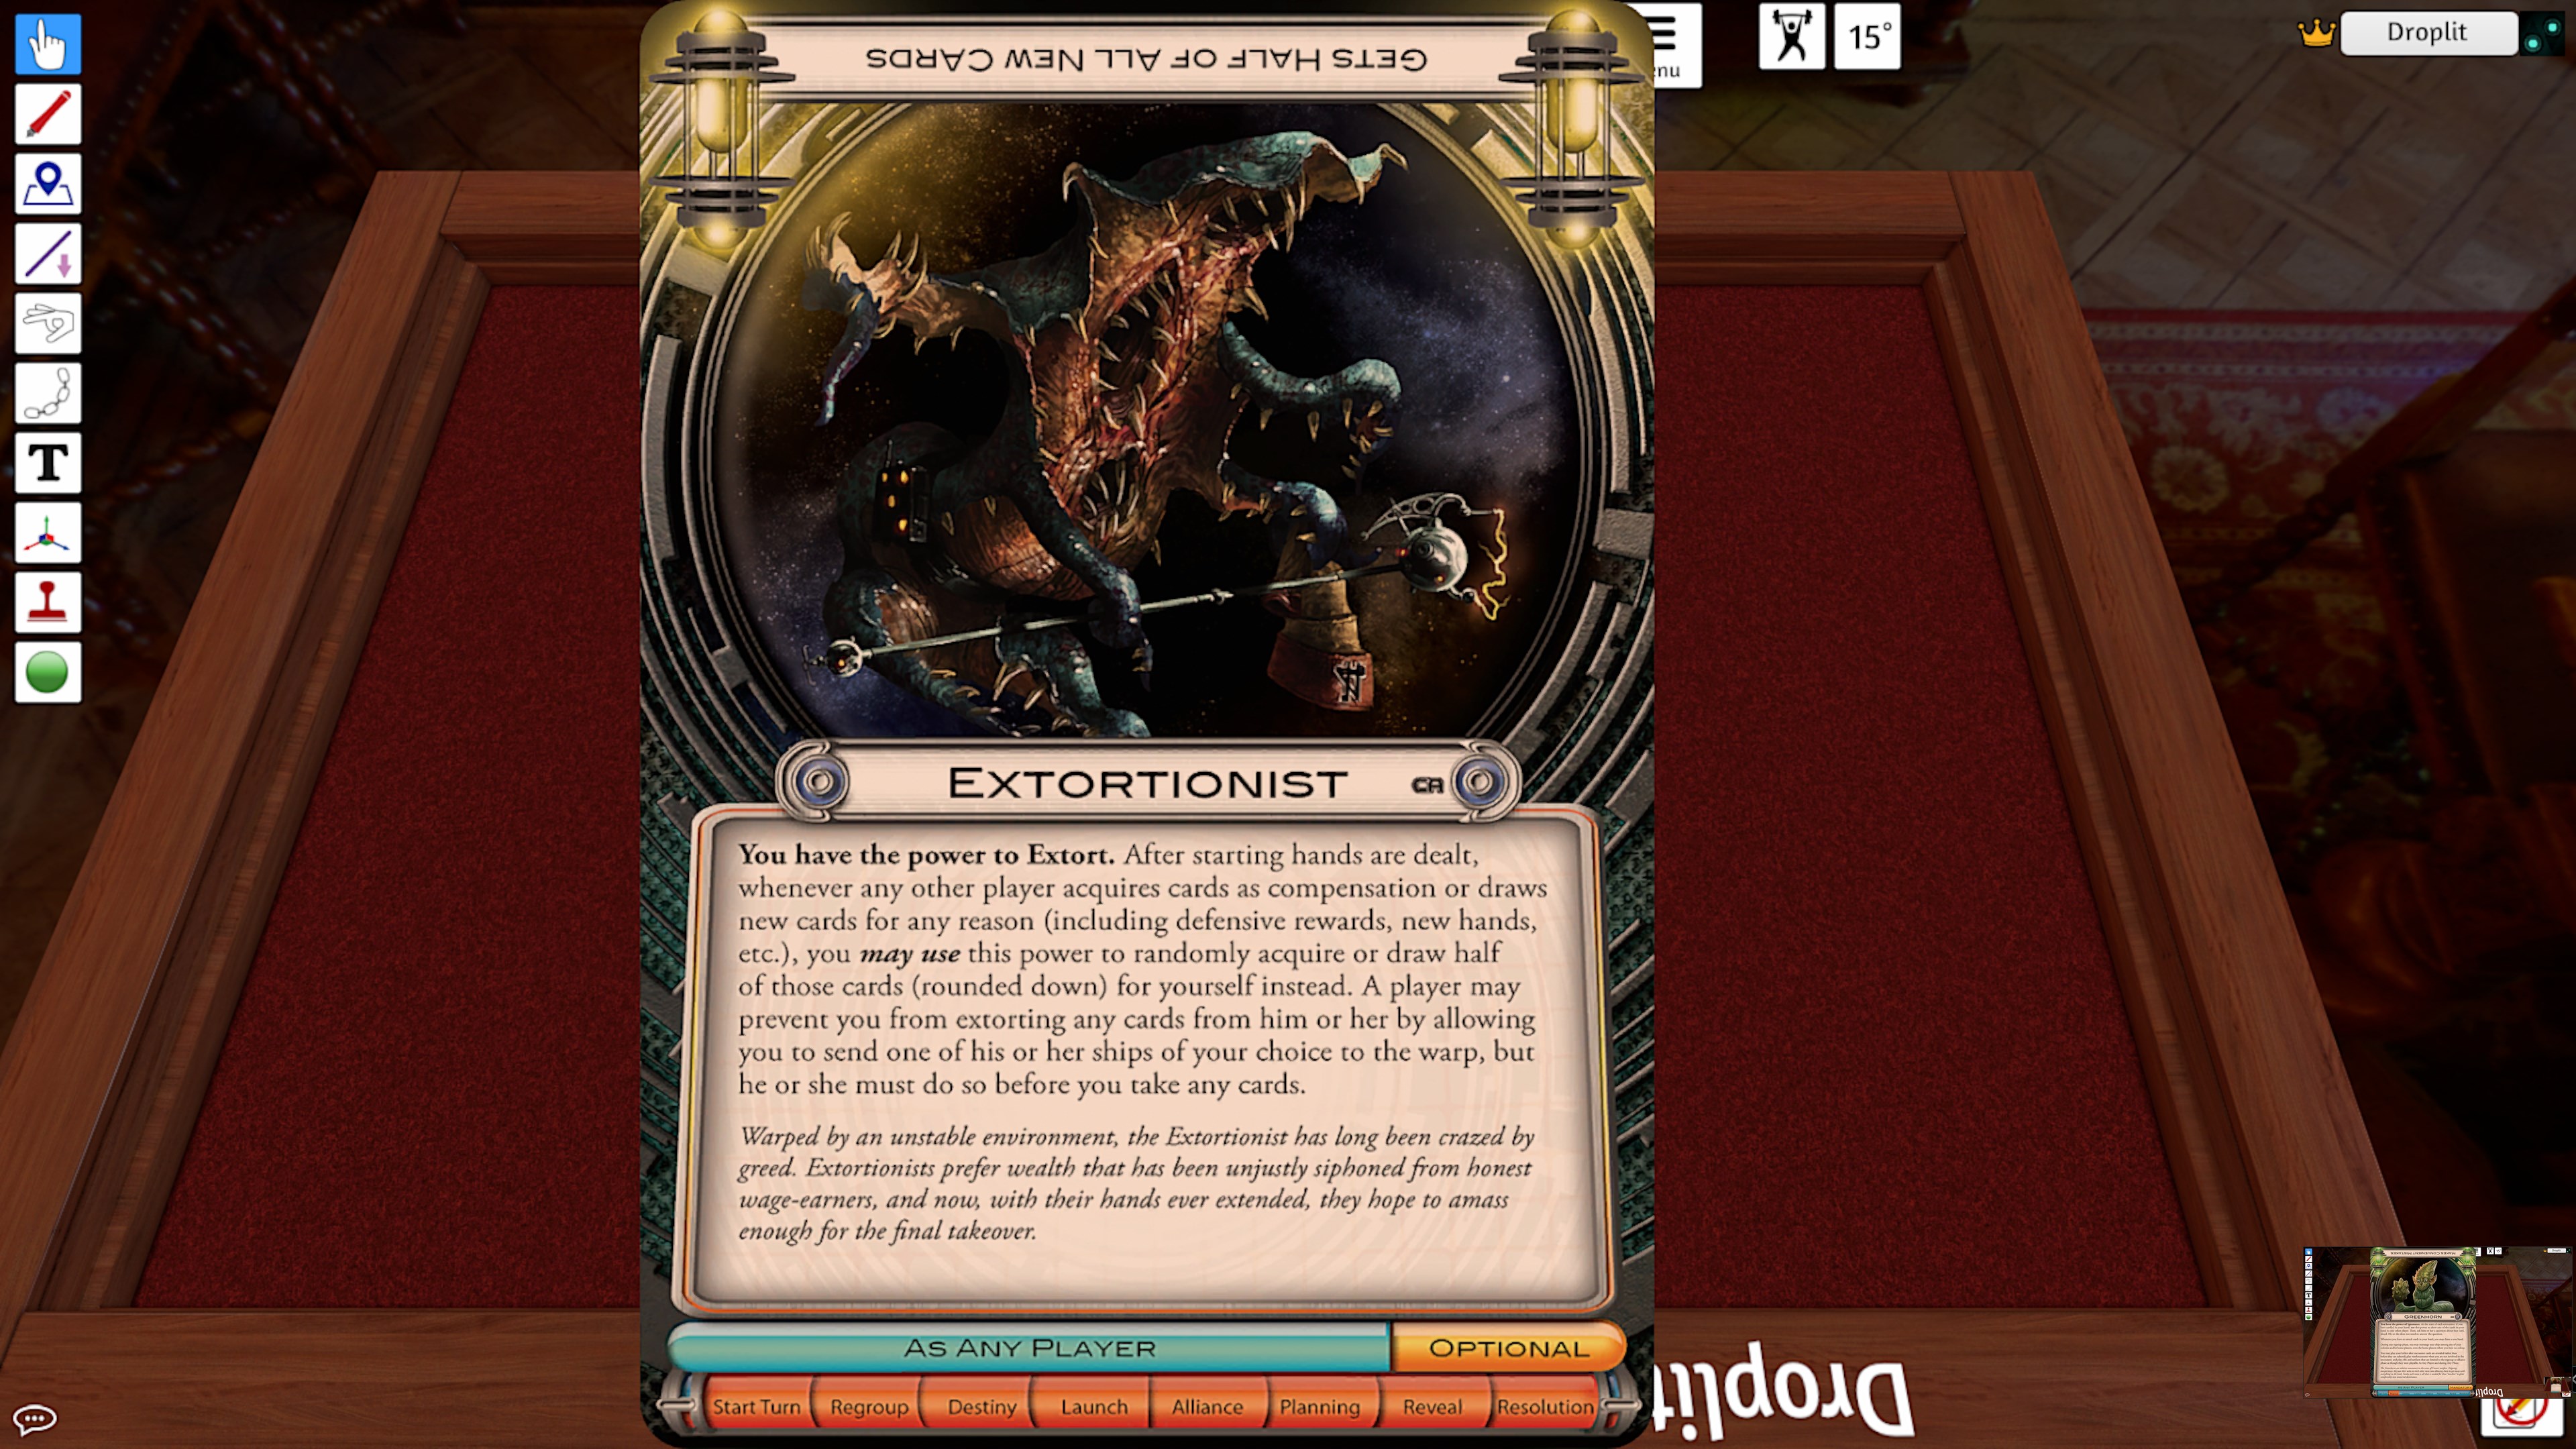 GETS HALF OF ALL NEW CARDS
nu
15°
Droplit
T
EXTORTIONIST
CA
You have the power to Extort. After starting hands are dealt,
whenever any other player acquires cards as compensation or draws
new cards for any reason (including defensive rewards, new hands,
etc.), you may use this power to randomly acquire or draw half
of those cards (rounded down) for yourself instead. A player may
prevent you from extorting any cards from him or her by allowing
you to send one of his or her ships of your choice to the warp, but
he or she must do so before you take any cards.
Warped by an unstable environment, the Extortionist has long been crazed by
greed. Extortionists prefer wealth that has been unjustly siphoned from honest
wage-earners, and now, with their hands ever extended, they hope to amass
enough for the final takeover.
AS ANY PLAYER
OPTIONAL
Start Turn
Regroup
Destiny
Launch
Alliance
Planning
Reveal
Resolution
Droplit
GREENHORN